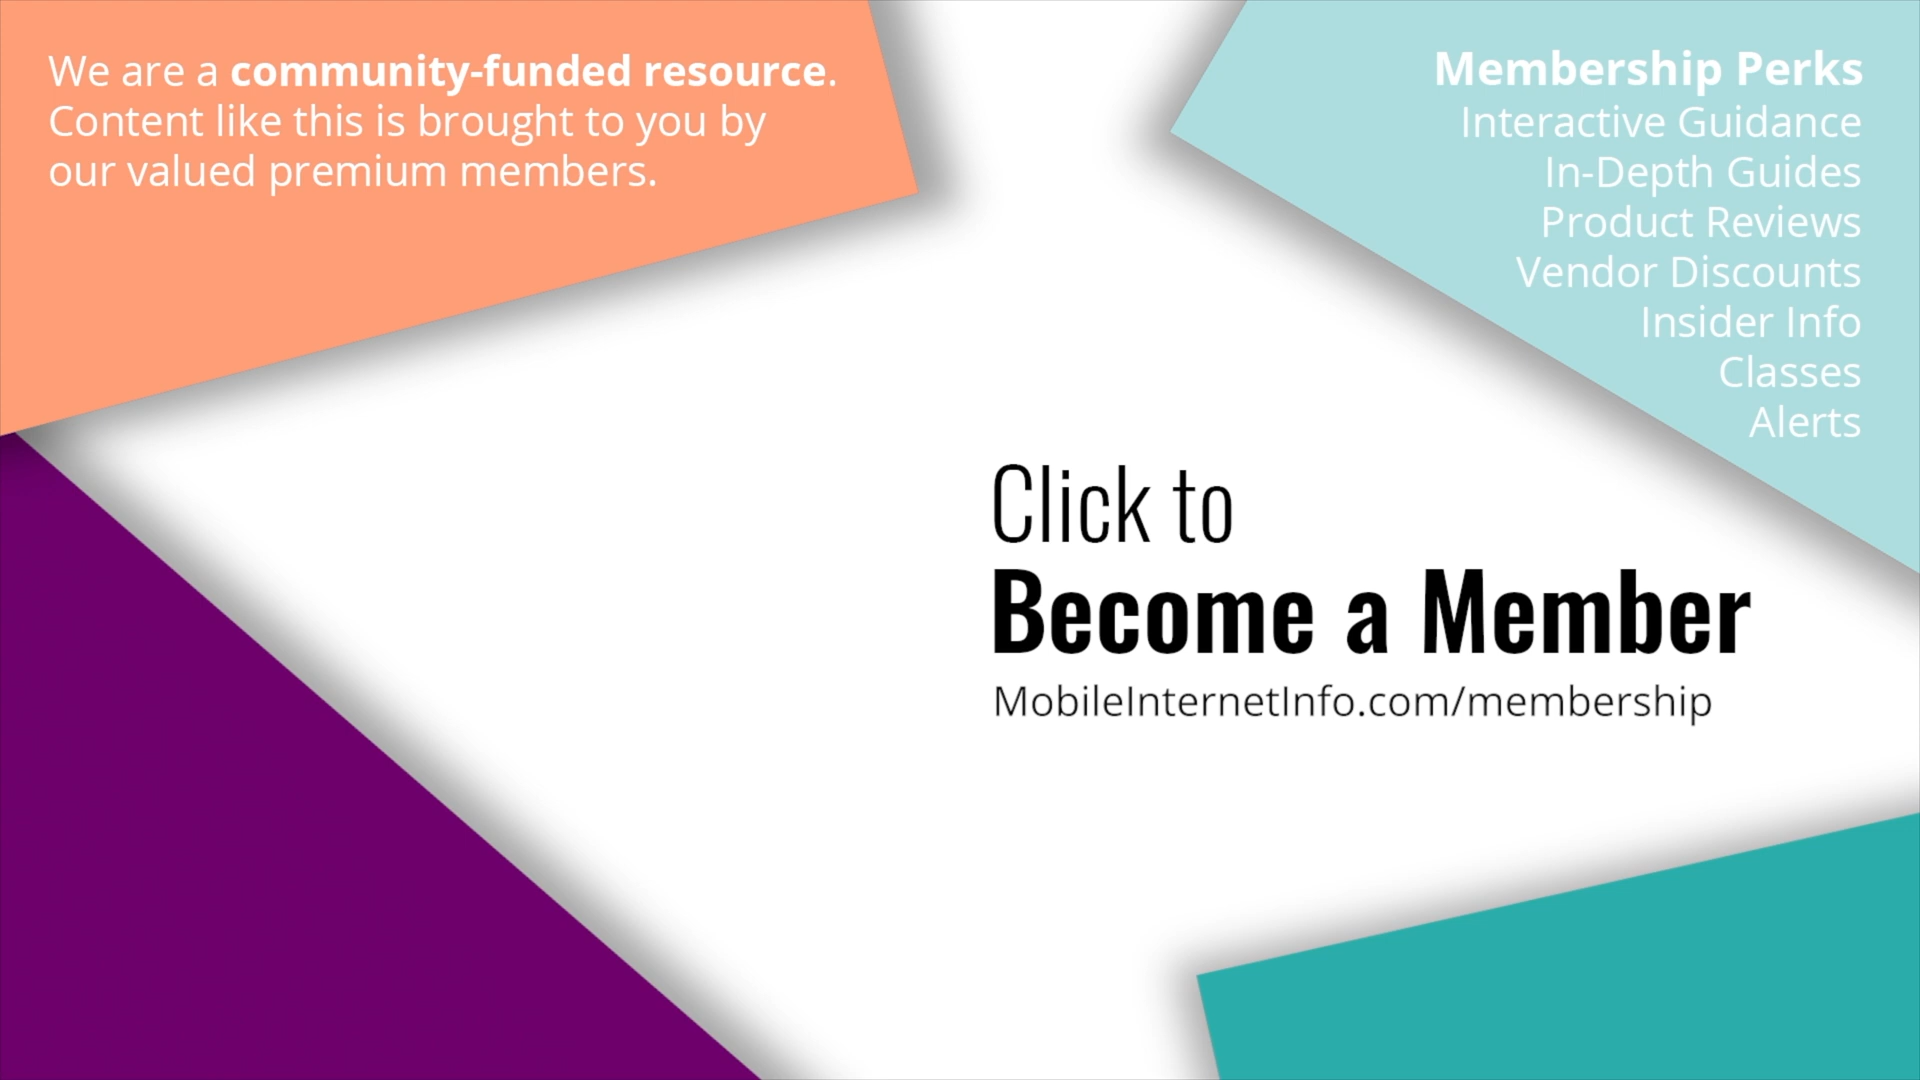 We are a community-funded resource.
Content like this is brought to you by
our valued premium members.
Membership Perks
Interactive Guidance
In-Depth Guides
Product Reviews
Vendor Discounts
Insider Info
Classes
Alerts
Click to
Become a Member
MobileInternetInfo.com/membership